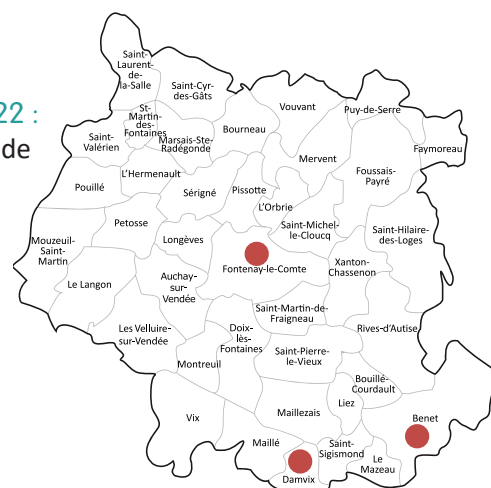 22 :
de
Saint-
Laurent-
de-
la-Salle
Saint-Cyr-
des-Gâts
St-
Martin-
des-
Fontaines
Vouvant
Puy-de-Serre
Bourneau
Saint-
Valérien
Marsais-Ste-
Radégonde
Faymoreau
Mervent
L'Hermenault
Foussais-
Payré
Pouillé
Sérigné
Pissotte
L'Orbrie
Petosse
Saint-Michel-
le-Cloucq
Saint-Hilaire-
des-Loges
Mouzeuil-
Saint-
Martin
Longèves
Fontenay-le-Comte
Xanton-
Chassenon
Le Langon
Auchay-
sur-
Vendée
Saint-Martin-de-
Fraigneau
Les Velluire-
sur-Vendée
Doix-
lès-
Fontaines
Rives-d'Autise
Montreuil
Saint-Pierre-
le-Vieux
Bouillé-
Courdault
Vix
Maillezais
Liez
Benet
Maillé
Saint-
Sigismond
Le
Mazeau
Damvix